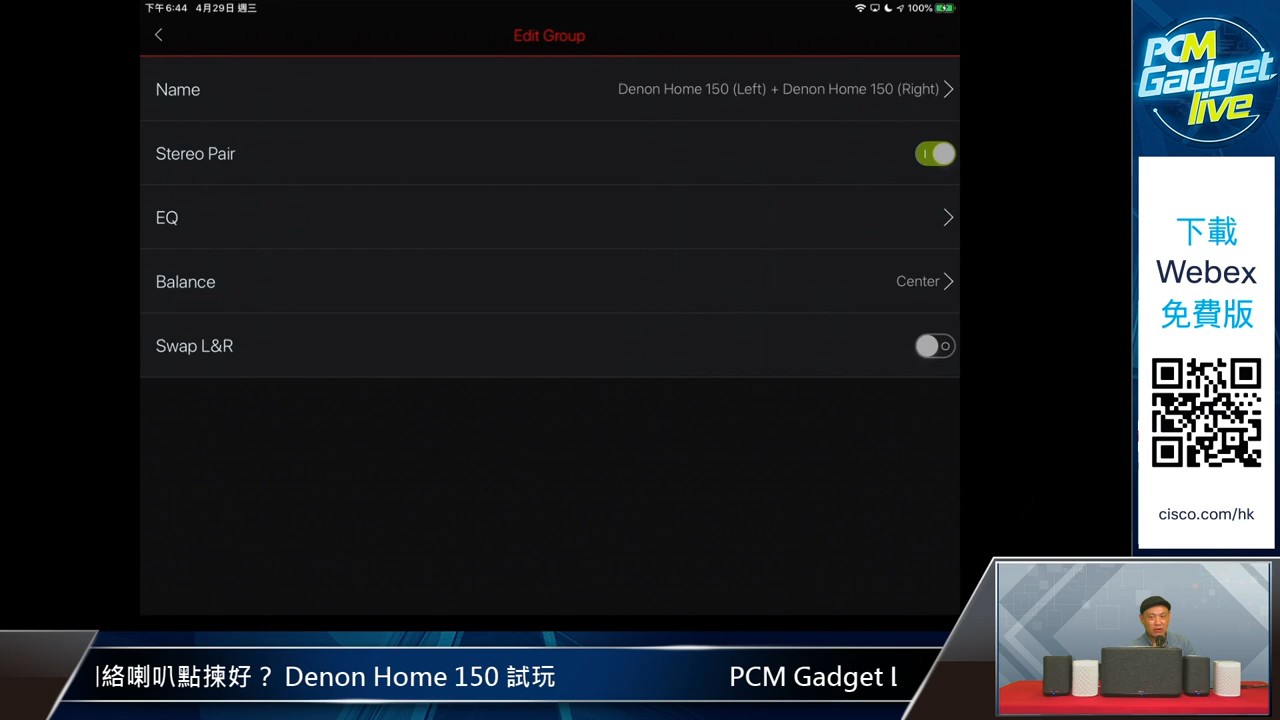 下午6:44 4月29日 週三
100%
Edit Group
Name
Denon Home 150 (Left) + Denon Home 150 (Right)
Stereo Pair
EQ
Balance
Center
Swap L&R
PCM
Gadget
live
下載
Webex
免費版
cisco.com/hk
絡喇叭點揀好？ Denon Home 150 試玩
PCM Gadget L